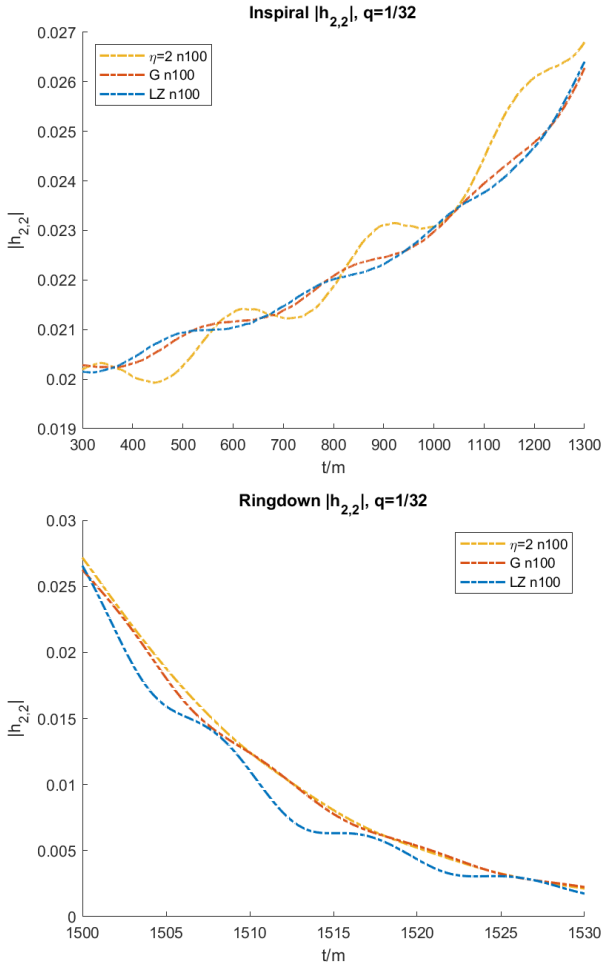 Inspiral |h2,2|, q=1/32
0.027
0.026
0.025
0.024
0.023
0.022
0.021
0.02
0.019
|h2,2|
η=2 n100
G n100
LZ n100
300 400 500 600 700 800 900 1000 1100 1200 1300
t/m
Ringdown |h2,2|, q=1/32
0.03
0.025
0.02
0.015
0.01
0.005
0
|h2,2|
η=2 n100
G n100
LZ n100
1500 1505 1510 1515 1520 1525 1530
t/m